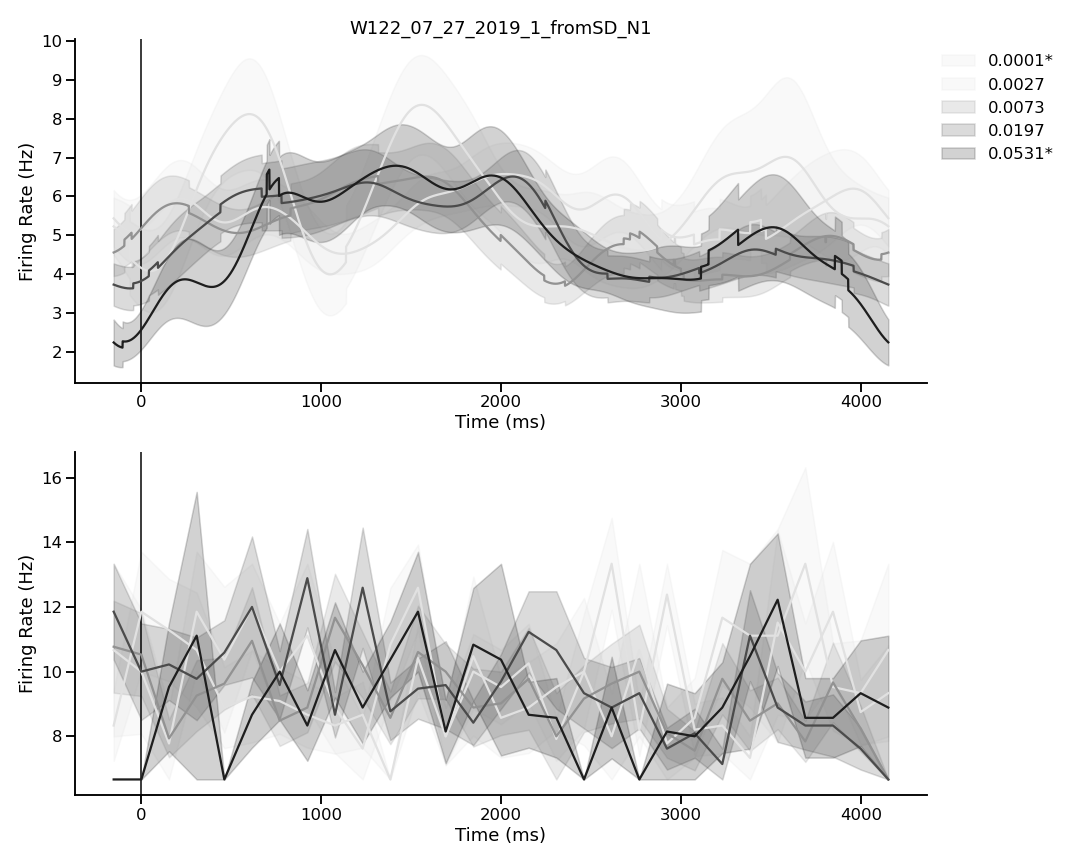 W122_07_27_2019_1_fromSD_N1
10
9
8
7
6
5
4
3
2
Firing Rate (Hz)
0 1000 2000 3000 4000
Time (ms)
0.0001*
0.0027
0.0073
0.0197
0.0531*
16
14
12
10
8
Firing Rate (Hz)
0 1000 2000 3000 4000
Time (ms)